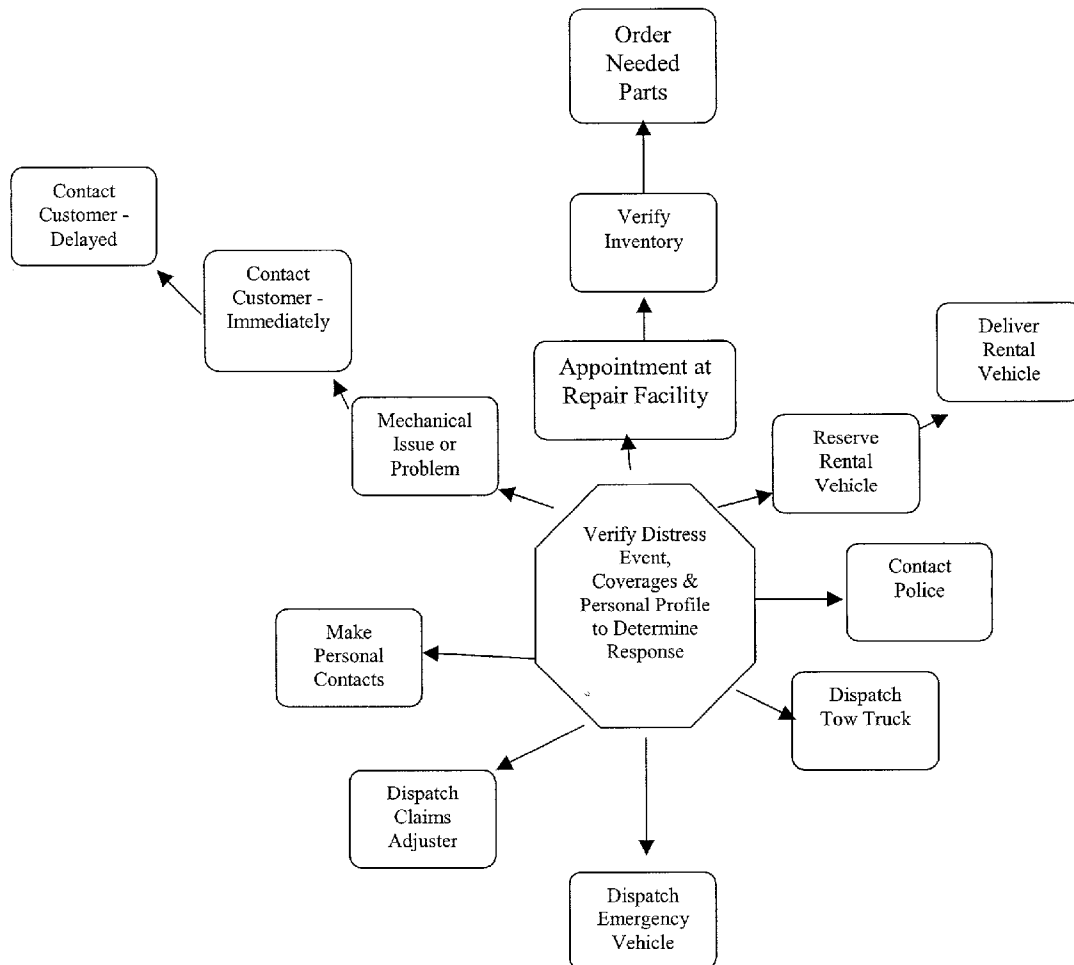 Order
Needed
Parts
Contact
Customer -
Delayed
Verify
Inventory
Contact
Customer -
Immediately
Deliver
Rental
Vehicle
Appointment at
Repair Facility
Mechanical
Issue or
Problem
Reserve
Rental
Vehicle
Verify Distress
Event,
Coverages &
Personal Profile
to Determine
Response
Contact
Police
Make
Personal
Contacts
Dispatch
Tow Truck
Dispatch
Claims
Adjuster
Dispatch
Emergency
Vehicle